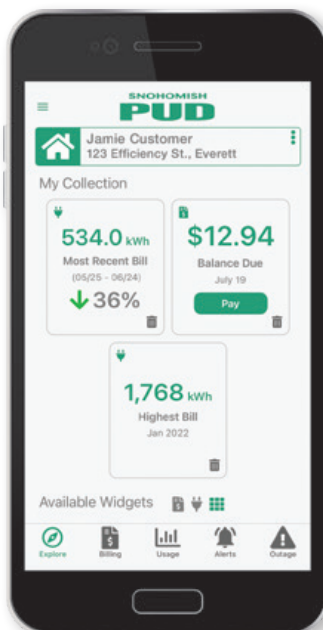 SNOHOMISH
PUD
Jamie Customer
123 Efficiency St., Everett
My Collection
534.0 kWh
Most Recent Bill
(05/25 - 06/24)
36%
$12.94
Balance Due
July 19
Pay
1,768 kWh
Highest Bill
Jan 2022
Available Widgets
Explore
Billing
Usage
Alerts
Outage